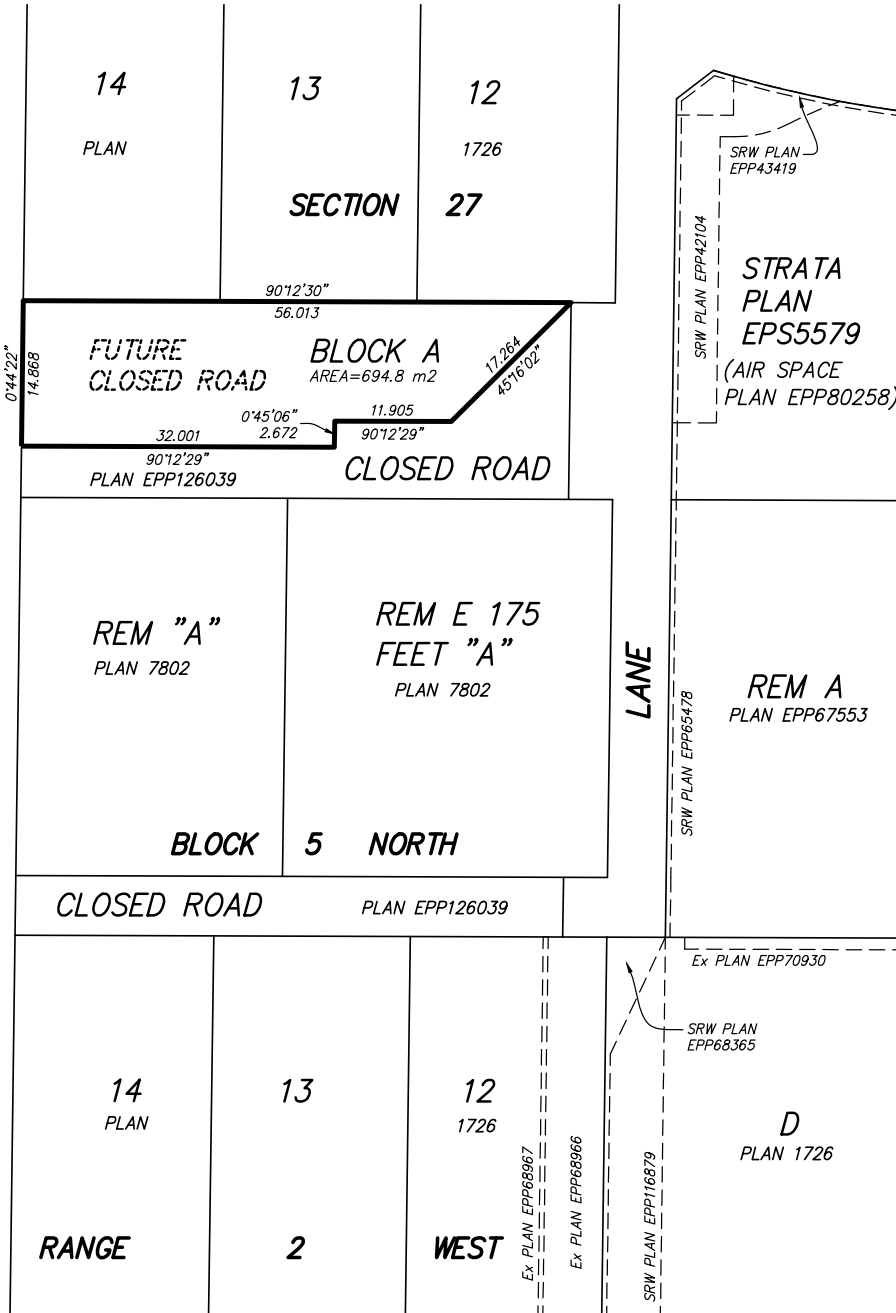 14
13
12
PLAN
1726
SECTION 27
SRW PLAN
EPP43419
SRW PLAN EPP42104
STRATA
PLAN
EPS5579
(AIR SPACE
PLAN EPP80258)
90°12'30"
56.013
0°44'22"
14.868
FUTURE
CLOSED ROAD
BLOCK A
AREA=694.8 m2
17.264
45°16'02"
0°45'06"
2.672
11.905
90°12'29"
32.001
90°12'29"
PLAN EPP126039
CLOSED ROAD
REM "A"
PLAN 7802
REM E 175
FEET "A"
PLAN 7802
LANE
SRW PLAN EPP65478
REM A
PLAN EPP67553
BLOCK 5 NORTH
CLOSED ROAD
PLAN EPP126039
Ex PLAN EPP70930
SRW PLAN
EPP68365
14
13
12
PLAN
1726
D
PLAN 1726
Ex PLAN EPP68967
Ex PLAN EPP68966
SRW PLAN EPP116879
RANGE 2 WEST